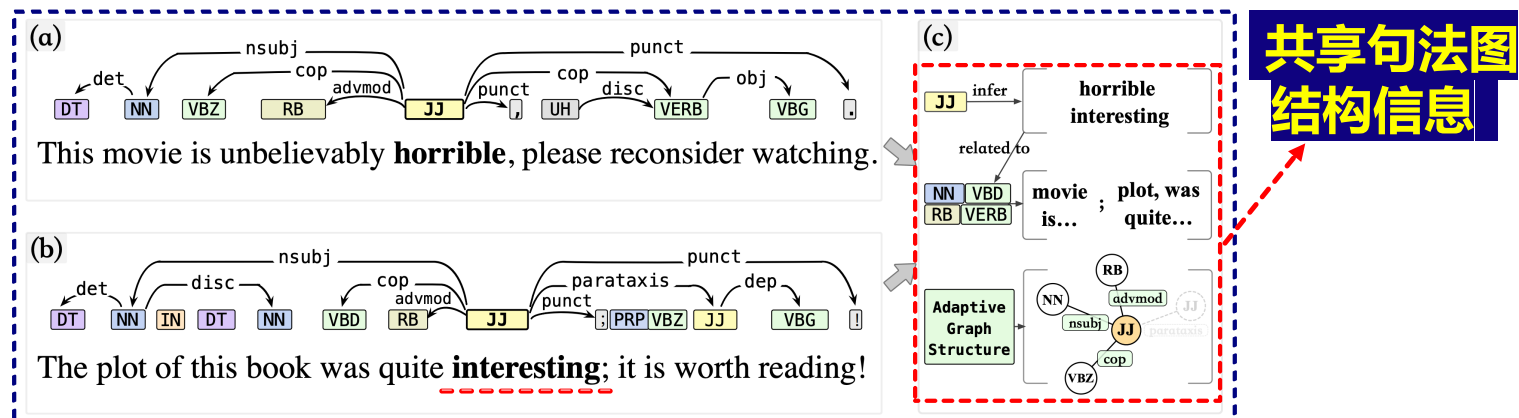 (a)
nsubj
punct
det
cop
cop
obj
advmod
punct
disc
DT NN VBZ RB JJ , UH VERB VBG .
This movie is unbelievably horrible, please reconsider watching.
(b)
nsubj
punct
det
disc
cop
parataxis
dep
advmod
punct
DT NN IN DT NN VBD RB JJ ; PRP VBZ JJ VBG !
The plot of this book was quite interesting; it is worth reading!
(c)
JJ
infer
horrible
interesting
related to
NN VBD
RB VERB
movie
is...
;
plot, was
quite...
Adaptive
Graph
Structure
RB
NN
advmod
JJ
nsubj
JJ
parataxis
cop
VBZ
共享句法图
结构信息